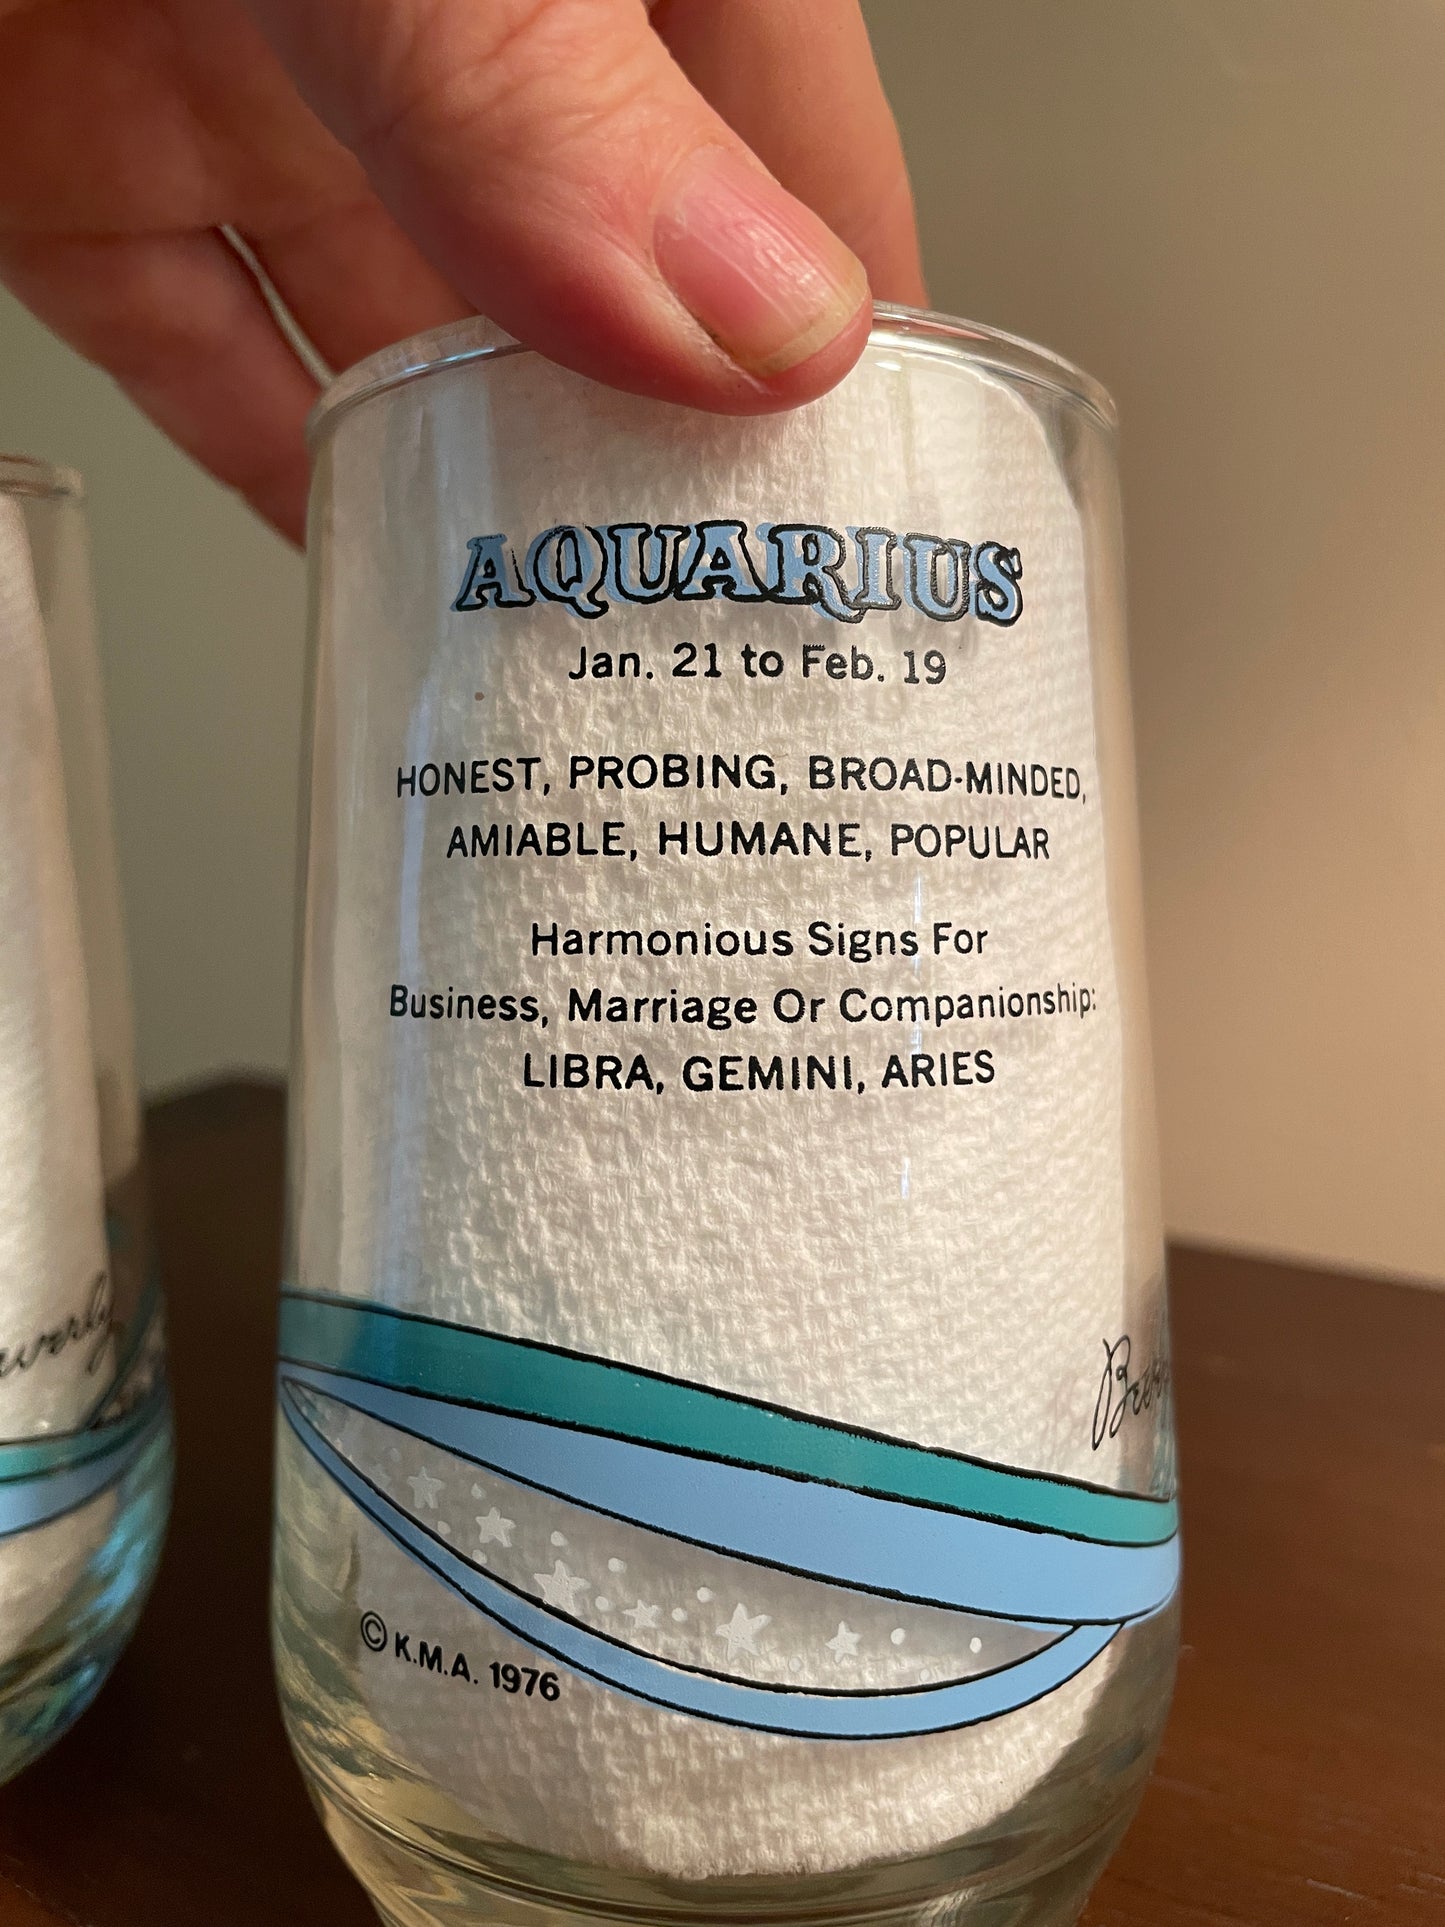 AQUARIUS
Jan. 21 to Feb. 19
HONEST, PROBING, BROAD-MINDED,
AMIABLE, HUMANE, POPULAR
Harmonious Signs For
Business, Marriage Or Companionship:
LIBRA, GEMINI, ARIES
© K.M.A. 1976